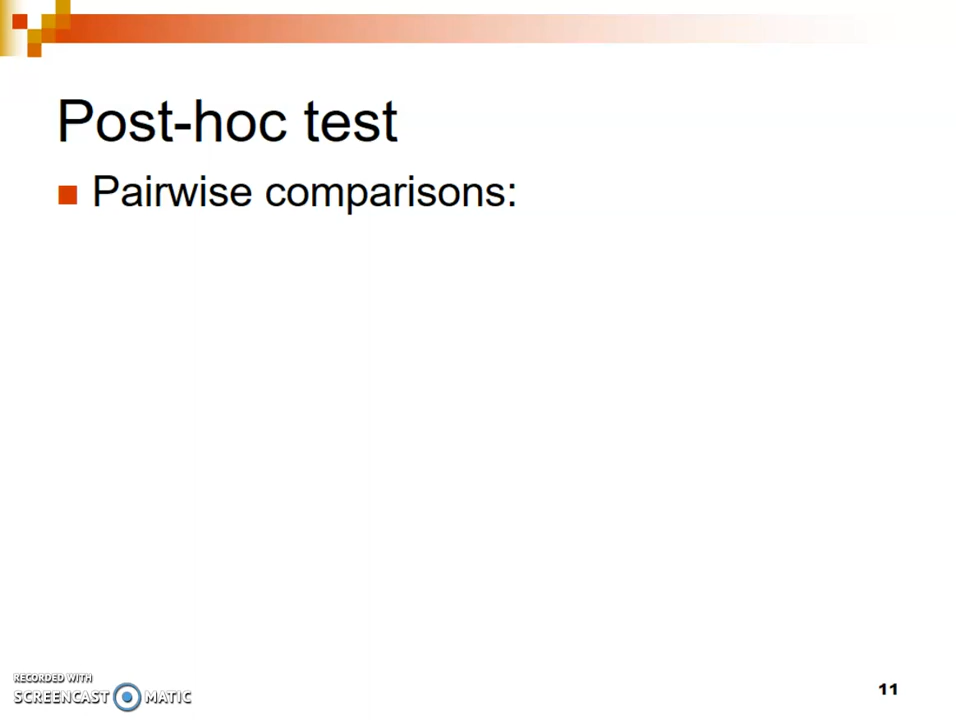 Post-hoc test
Pairwise comparisons:
RECORDED WITH
SCREENCAST MATIC
11